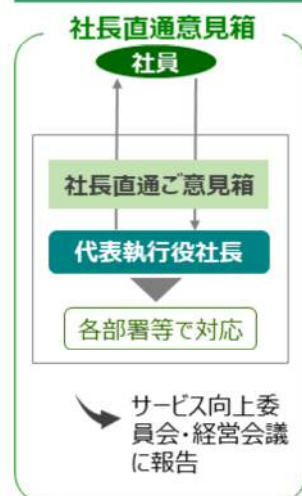 社長直通意見箱
社員
社長直通ご意見箱
代表執行役社長
各部署等で対応
サービス向上委
員会・経営会議
に報告